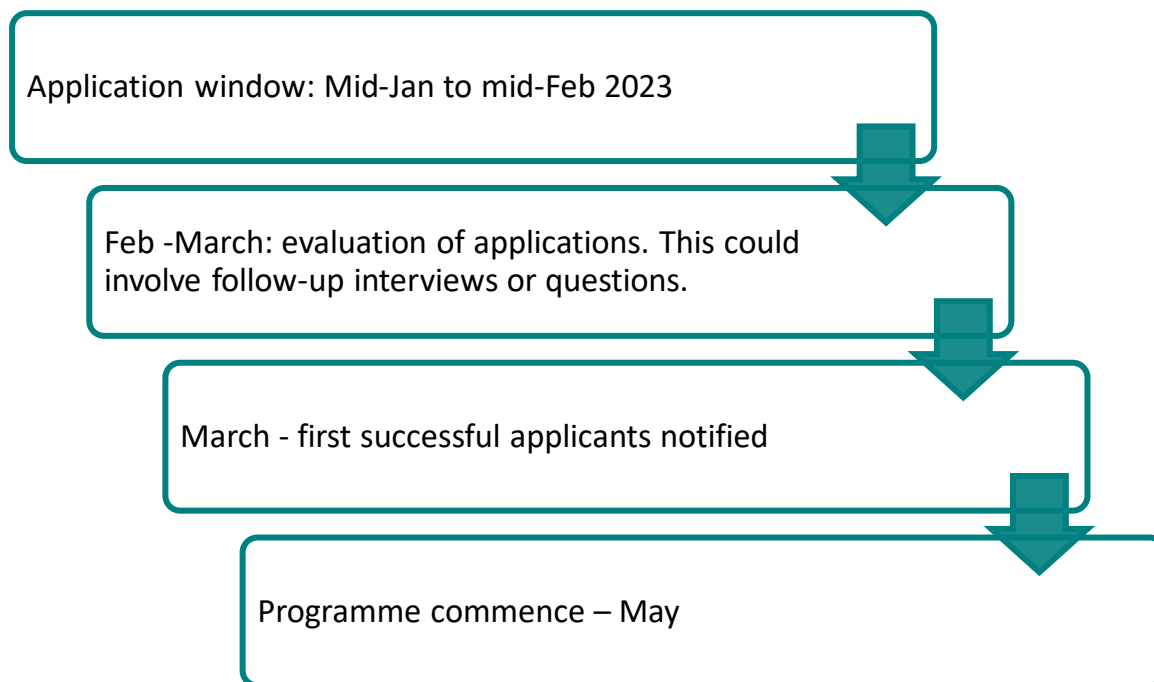 Application window: Mid-Jan to mid-Feb 2023
Feb -March: evaluation of applications. This could
involve follow-up interviews or questions.
March - first successful applicants notified
Programme commence – May